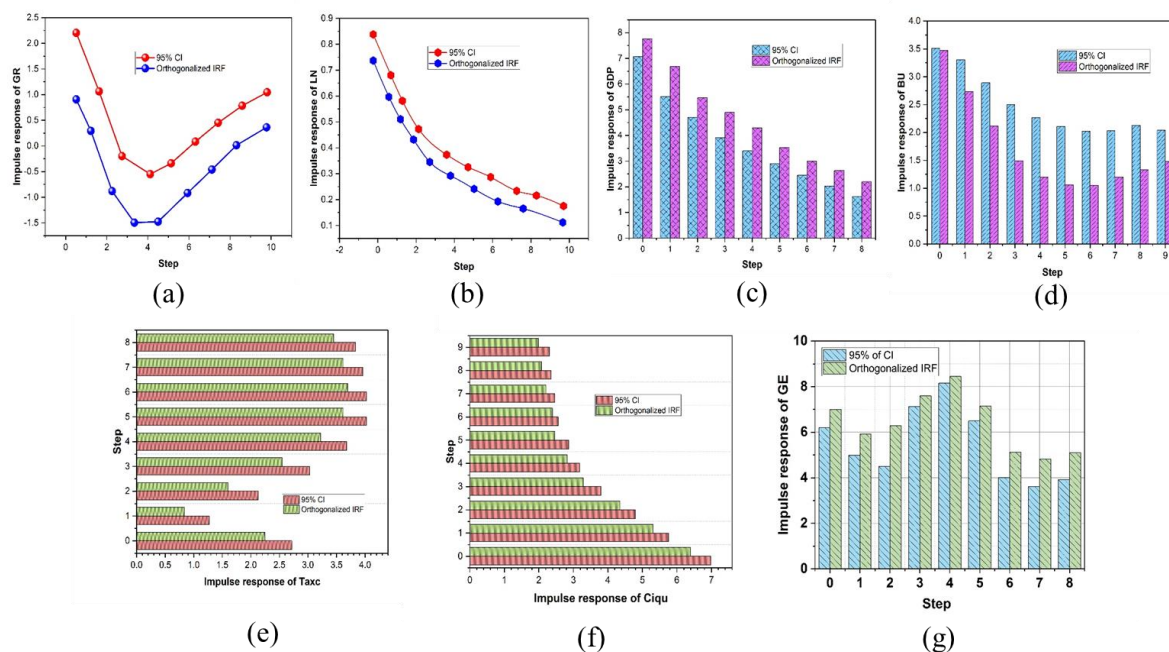 Impulse response of GR
2.5
2.0
1.5
1.0
0.5
0.0
-0.5
-1.0
-1.5
0 2 4 6 8 10
Step
95% CI
Orthogonalized IRF
(a)
Impulse response of LN
0.9
0.8
0.7
0.6
0.5
0.4
0.3
0.2
0.1
-2 0 2 4 6 8 10
Step
95% CI
Orthogonalized IRF
(b)
Impulse response of GDP
8
7
6
5
4
3
2
1
0
0 1 2 3 4 5 6 7 8
Step
95% CI
Orthogonalized IRF
(c)
Impulse response of BU
4.0
3.5
3.0
2.5
2.0
1.5
1.0
0.5
0.0
0 1 2 3 4 5 6 7 8 9
Step
95% CI
Orthogonalized IRF
(d)
Step
8
7
6
5
4
3
2
1
0
0.0 0.5 1.0 1.5 2.0 2.5 3.0 3.5 4.0
Impulse response of Taxc
95% CI
Orthogonalized IRF
(e)
Step
9
8
7
6
5
4
3
2
1
0
0 1 2 3 4 5 6 7
Impulse response of Ciqu
95% CI
Orthogonalized IRF
(f)
Impulse response of GE
10
8
6
4
2
0
0 1 2 3 4 5 6 7 8
Step
95% of CI
Orthogonalized IRF
(g)